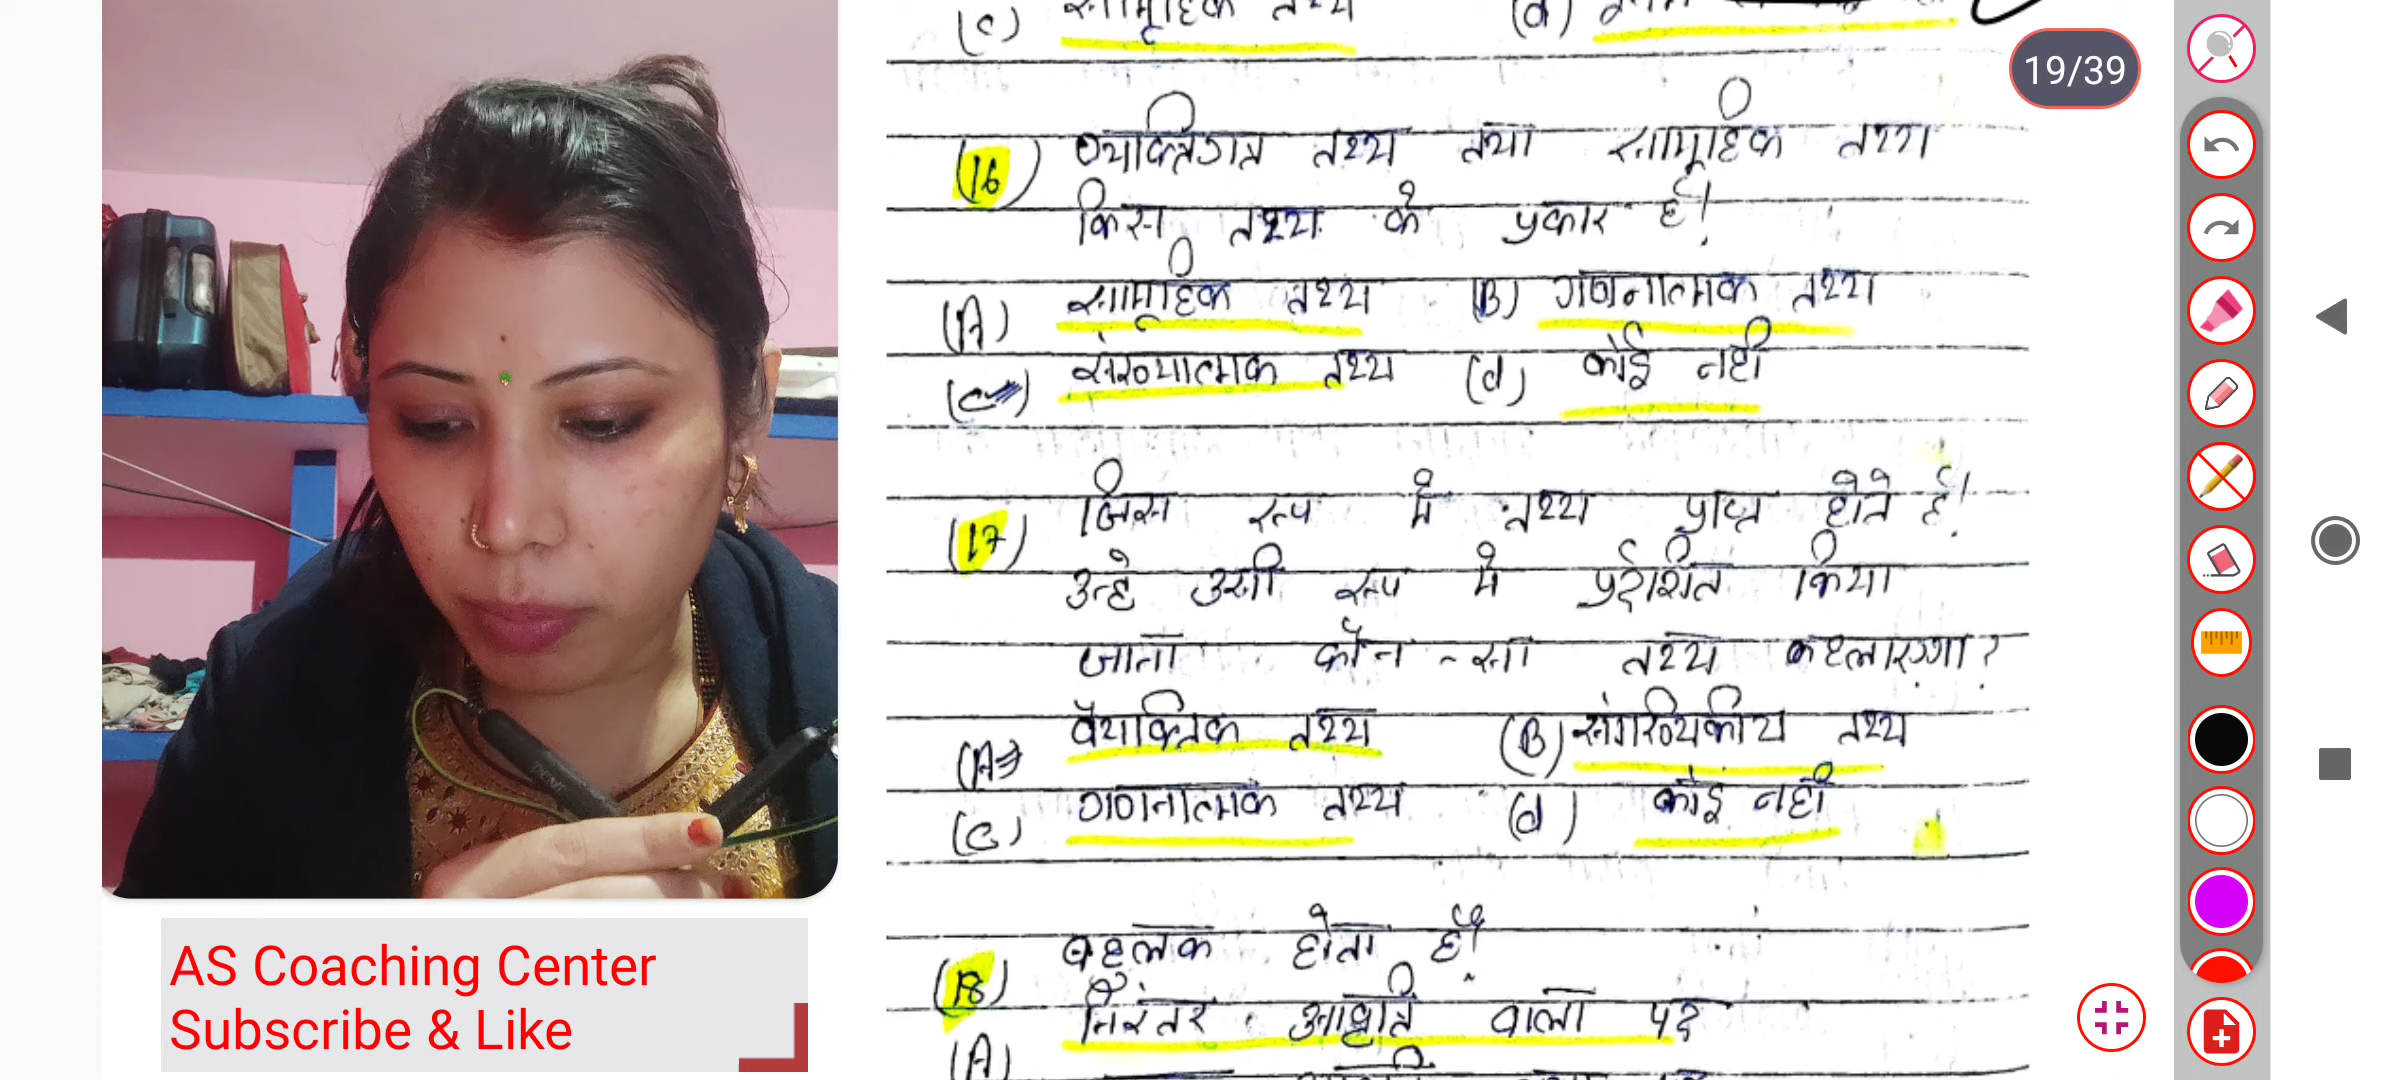 (c) सामूहिक तथ्य (d)
19/39
(16) व्यक्तिगत तथ्य तथा सामूहिक तथ्य
किस तथ्य के प्रकार है!
(A) सामूहिक तथ्य (B) गणनात्मक तथ्य
(c) संख्यात्मक तथ्य (d) कोई नही
(17) जिस रूप मे तथ्य प्राप्त होते है!
उन्हे उसी रूप मे प्रदर्शित किया
जाता कौन-सा तथ्य कहलाएगा?
(A) वैयक्तिक तथ्य (B) सांख्यिकीय तथ्य
(c) गणनात्मक तथ्य (d) कोई नही
(18) बहुलक होता है!
(A) निरंतर आवृति वाला पद
AS Coaching Center
Subscribe & Like